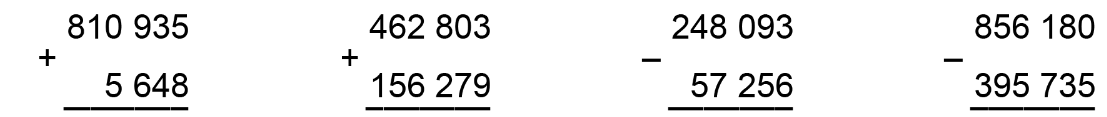 810 935 + 5 648
462 803 + 156 279
248 093 – 57 256
856 180 – 395 735